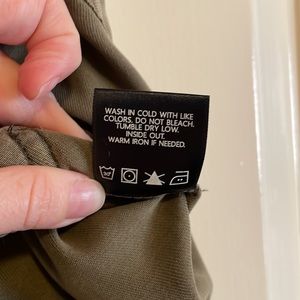 WASH IN COLD WITH LIKE
COLORS. DO NOT BLEACH.
TUMBLE DRY LOW.
INSIDE OUT.
WARM IRON IF NEEDED.